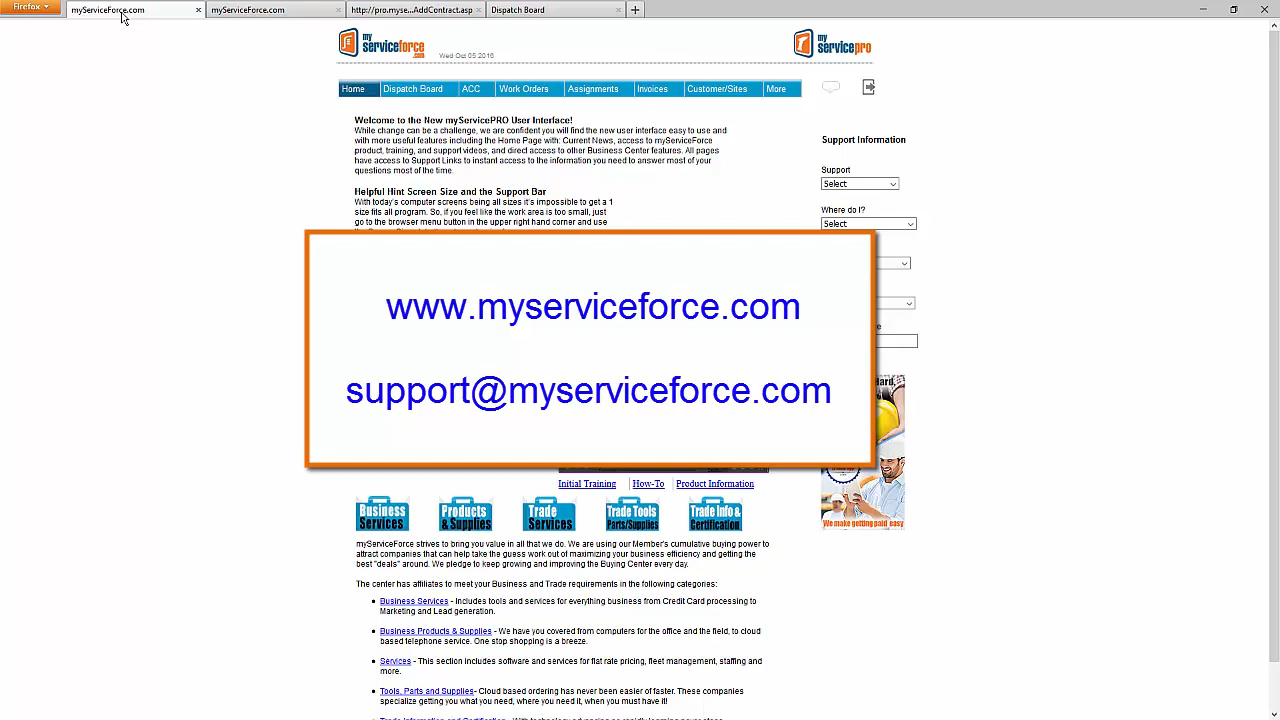 Firefox
myServiceForce.com
myServiceForce.com
http://pro.myse...AddContract.asp
Dispatch Board
my
serviceforce
.com
Wed Oct 05 2016
my
servicepro
Home
Dispatch Board
ACC
Work Orders
Assignments
Invoices
Customer/Sites
More
Welcome to the New myServicePRO User Interface!
While change can be a challenge, we are confident you will find the new user interface easy to use and
with more useful features including the Home Page with: Current News, access to myServiceForce
product, training, and support videos, and direct access to other Business Center features. All pages
have access to Support Links to instant access to the information you need to answer most of your
questions most of the time.
Helpful Hint Screen Size and the Support Bar
With today's computer screens being all sizes it's impossible to get a 1
size fits all program. So, if you feel like the work area is too small, just
go to the browser menu button in the upper right hand corner and use
Support Information
Support
Select
Where do I?
Select
www.myserviceforce.com
support@myserviceforce.com
Initial Training
How-To
Product Information
Business
Services
Products
& Supplies
Trade
Services
Trade Tools
Parts/Supplies
Trade Info &
Certification
We make getting paid easy
myServiceForce strives to bring you value in all that we do. We are using our Member's cumulative buying power to
attract companies that can help take the guess work out of maximizing your business efficiency and getting the
best "deals" around. We pledge to keep growing and improving the Buying Center every day.
The center has affiliates to meet your Business and Trade requirements in the following categories:
• Business Services - Includes tools and services for everything business from Credit Card processing to
Marketing and Lead generation.
• Business Products & Supplies - We have you covered from computers for the office and the field, to cloud
based telephone service. One stop shopping is a breeze.
• Services - This section includes software and services for flat rate pricing, fleet management, staffing and
more.
• Tools, Parts and Supplies- Cloud based ordering has never been easier of faster. These companies
specialize getting you what you need, where you need it, when you must have it!